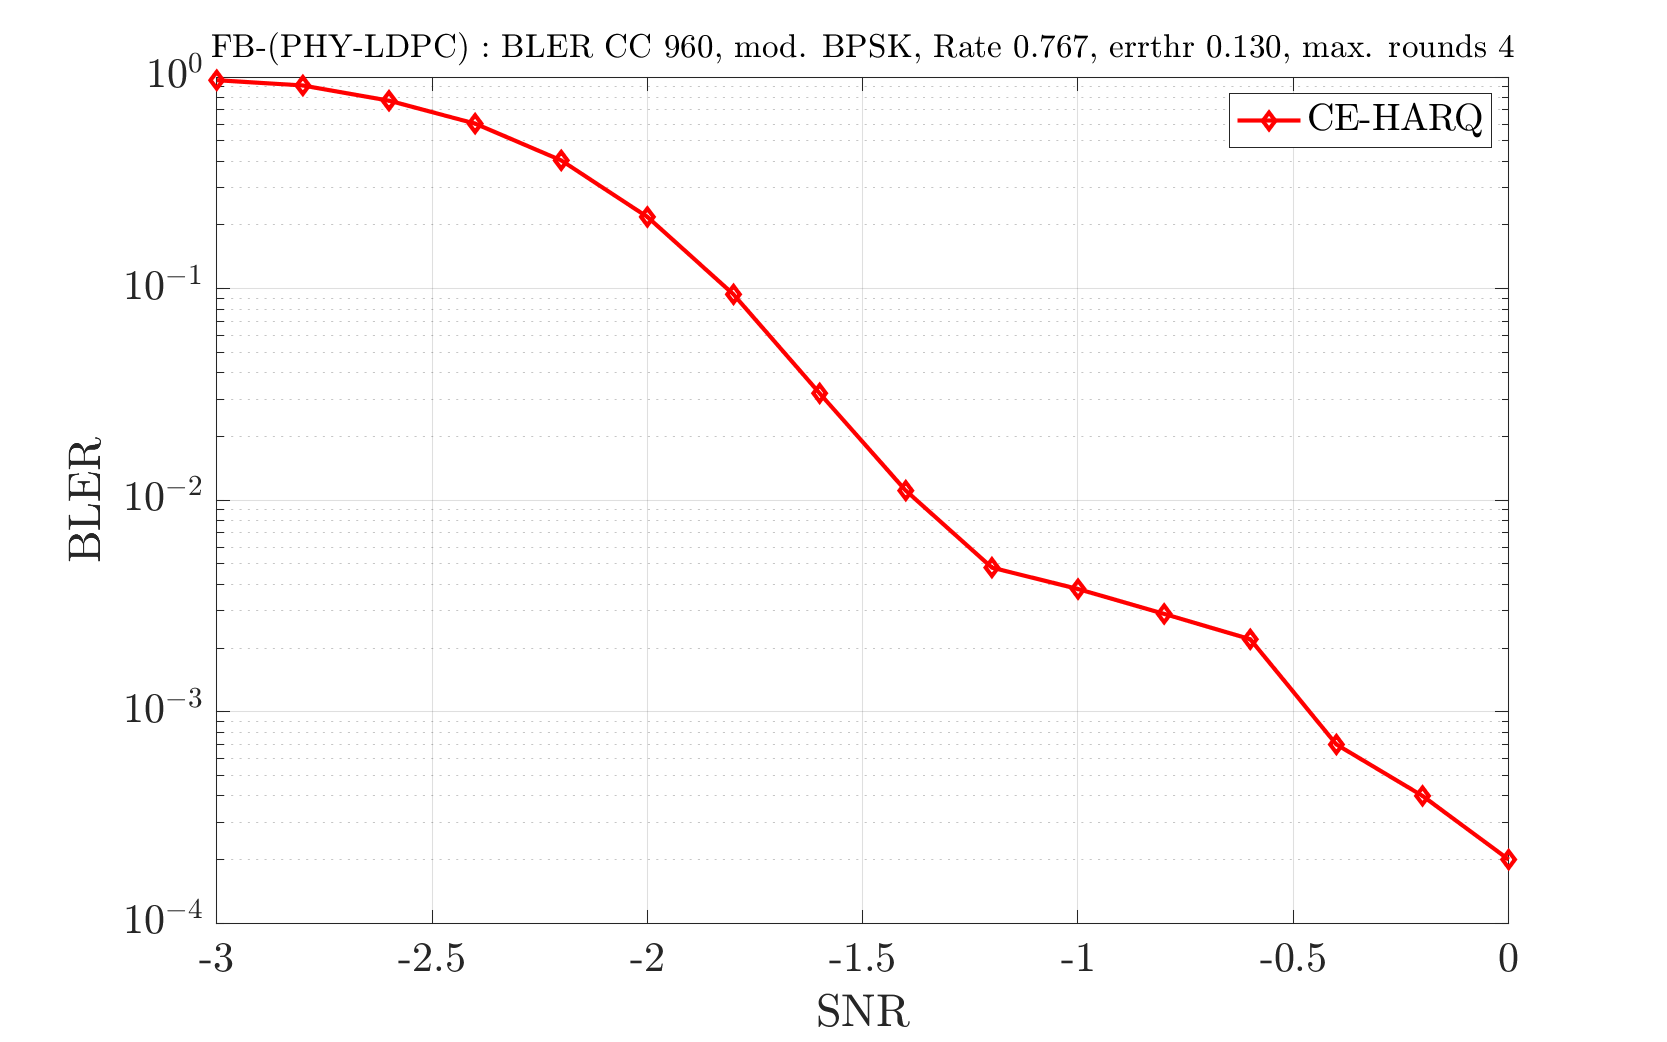 FB-(PHY-LDPC) : BLER CC 960, mod. BPSK, Rate 0.767, errthr 0.130, max. rounds 4
CE-HARQ
10^0
10^-1
10^-2
10^-3
10^-4
BLER
-3 -2.5 -2 -1.5 -1 -0.5 0
SNR